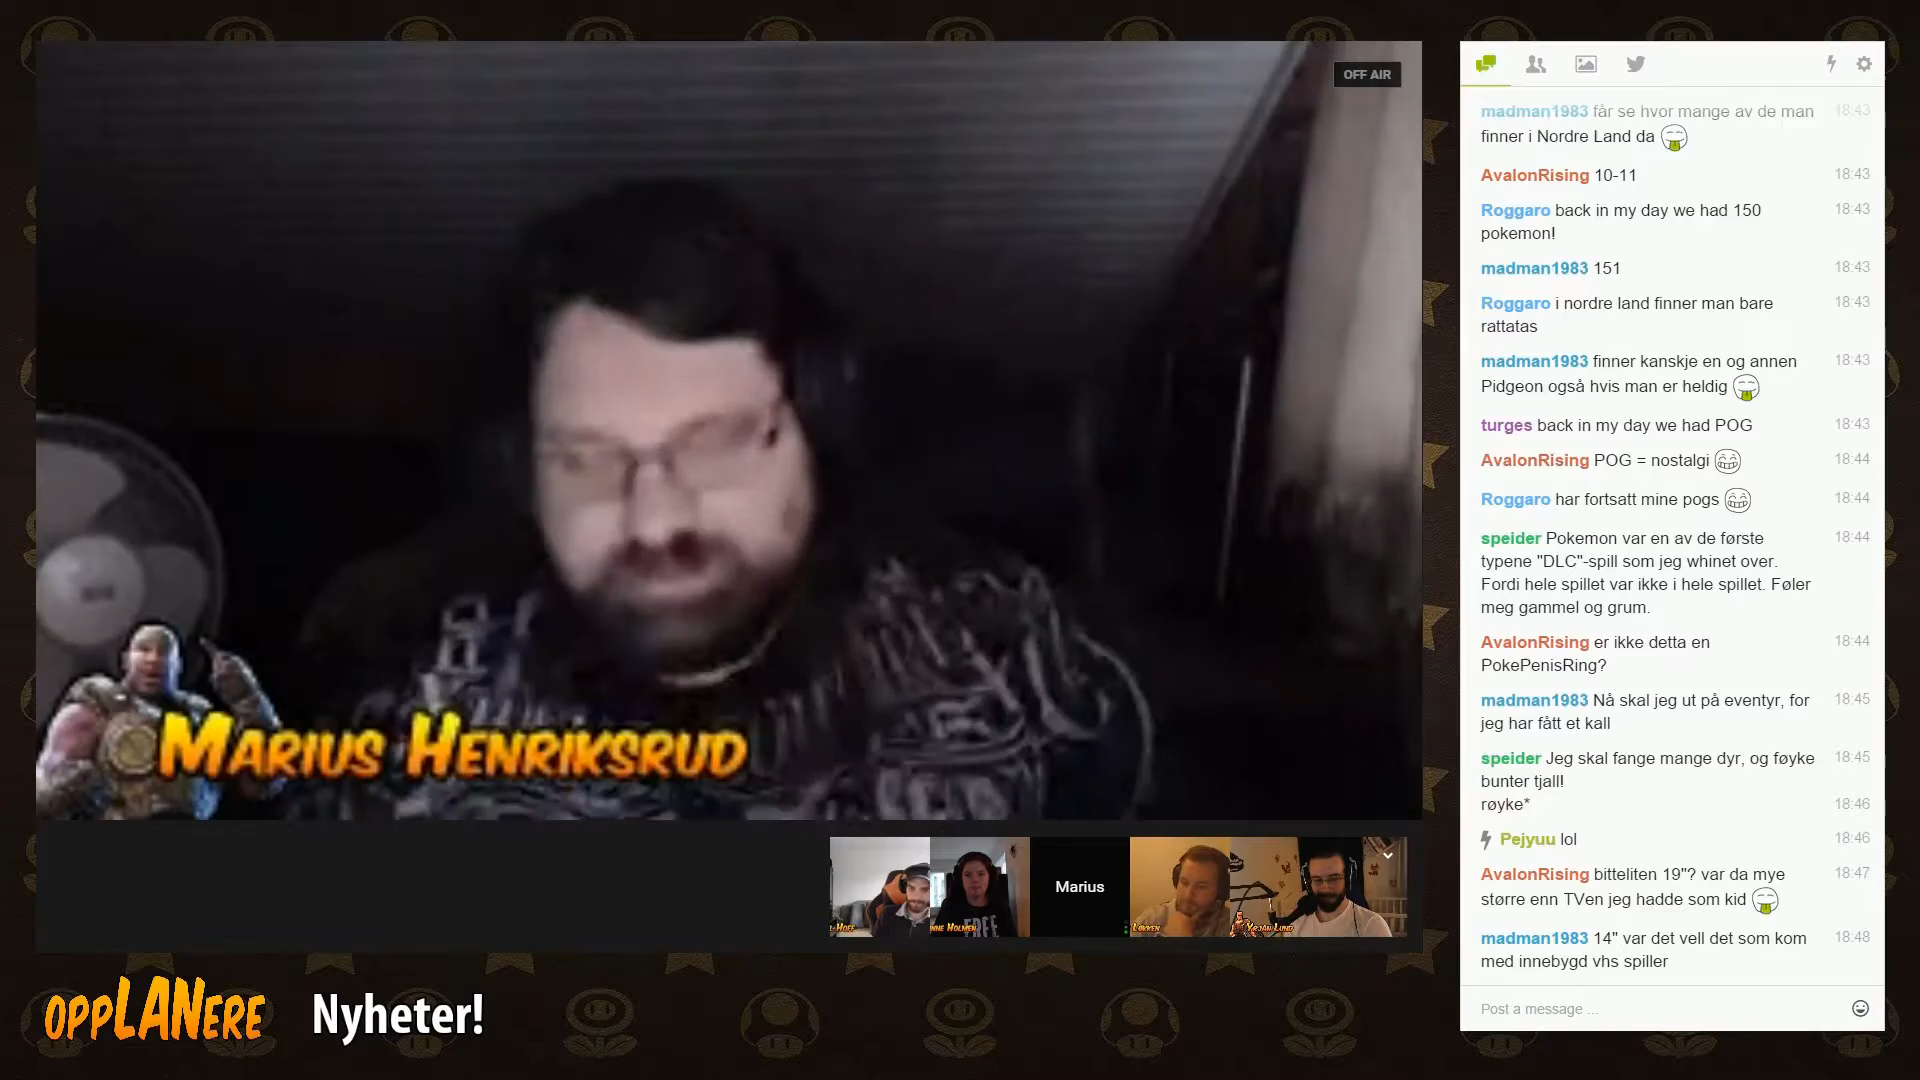 OFF AIR
MARIUS HENRIKSRUD
L-HOFF
NNE HOLMEN
FREE
Marius
LØKKEN
YRJAN LUND
OPPLANERE
Nyheter!
madman1983 får se hvor mange av de man 18:43
finner i Nordre Land da
AvalonRising 10-11 18:43
Roggaro back in my day we had 150 18:43
pokemon!
madman1983 151 18:43
Roggaro i nordre land finner man bare 18:43
rattatas
madman1983 finner kanskje en og annen 18:43
Pidgeon også hvis man er heldig
turges back in my day we had POG 18:43
AvalonRising POG = nostalgi 18:44
Roggaro har fortsatt mine pogs 18:44
speider Pokemon var en av de første 18:44
typene "DLC"-spill som jeg whinet over.
Fordi hele spillet var ikke i hele spillet. Føler
meg gammel og grum.
AvalonRising er ikke detta en 18:44
PokePenisRing?
madman1983 Nå skal jeg ut på eventyr, for 18:45
jeg har fått et kall
speider Jeg skal fange mange dyr, og føyke 18:45
bunter tjall!
røyke* 18:46
Pejyuu lol 18:46
AvalonRising bitteliten 19"? var da mye 18:47
større enn TVen jeg hadde som kid
madman1983 14" var det vell det som kom 18:48
med innebygd vhs spiller
Post a message ...